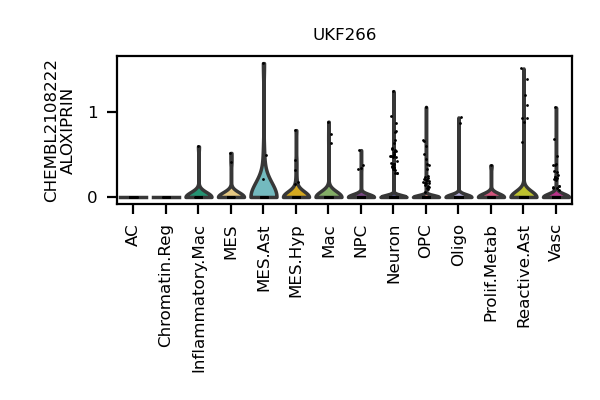 UKF266
CHEMBL2108222
ALOXIPRIN
1
0
AC
Chromatin.Reg
Inflammatory.Mac
MES
MES.Ast
MES.Hyp
Mac
NPC
Neuron
OPC
Oligo
Prolif.Metab
Reactive.Ast
Vasc